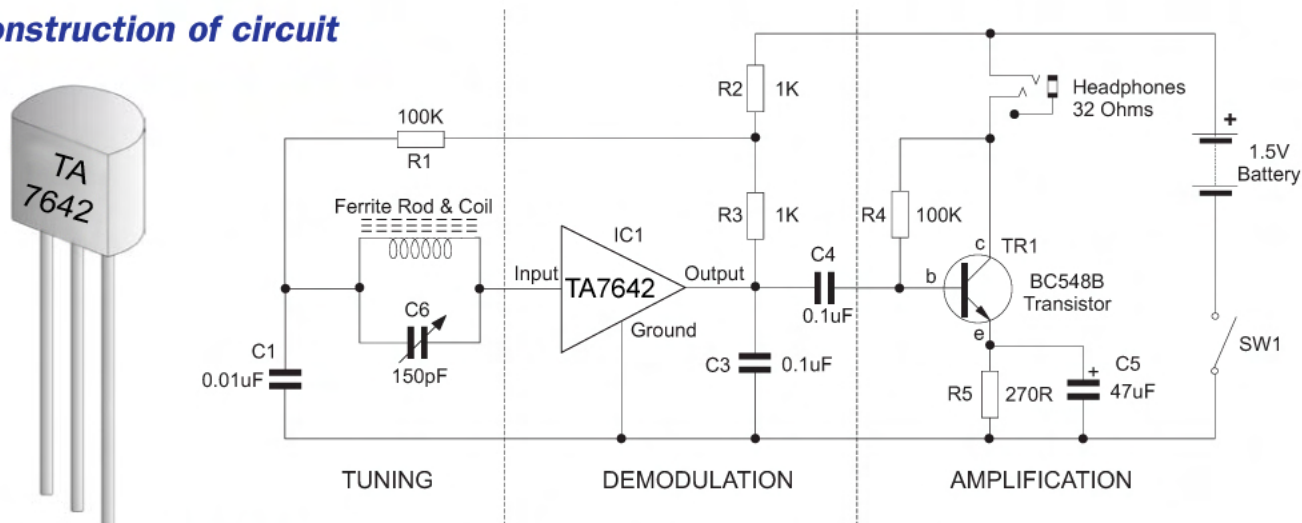 onstruction of circuit
TA
7642
100K
R1
Ferrite Rod & Coil
C6
150pF
C1
0.01uF
TUNING
R2 1K
R3 1K
IC1
Input
TA7642
Output
Ground
C4
0.1uF
C3 0.1uF
DEMODULATION
Headphones
32 Ohms
R4 100K
c TR1
b
BC548B
Transistor
e
R5 270R
+ C5
47uF
+
1.5V
Battery
SW1
AMPLIFICATION